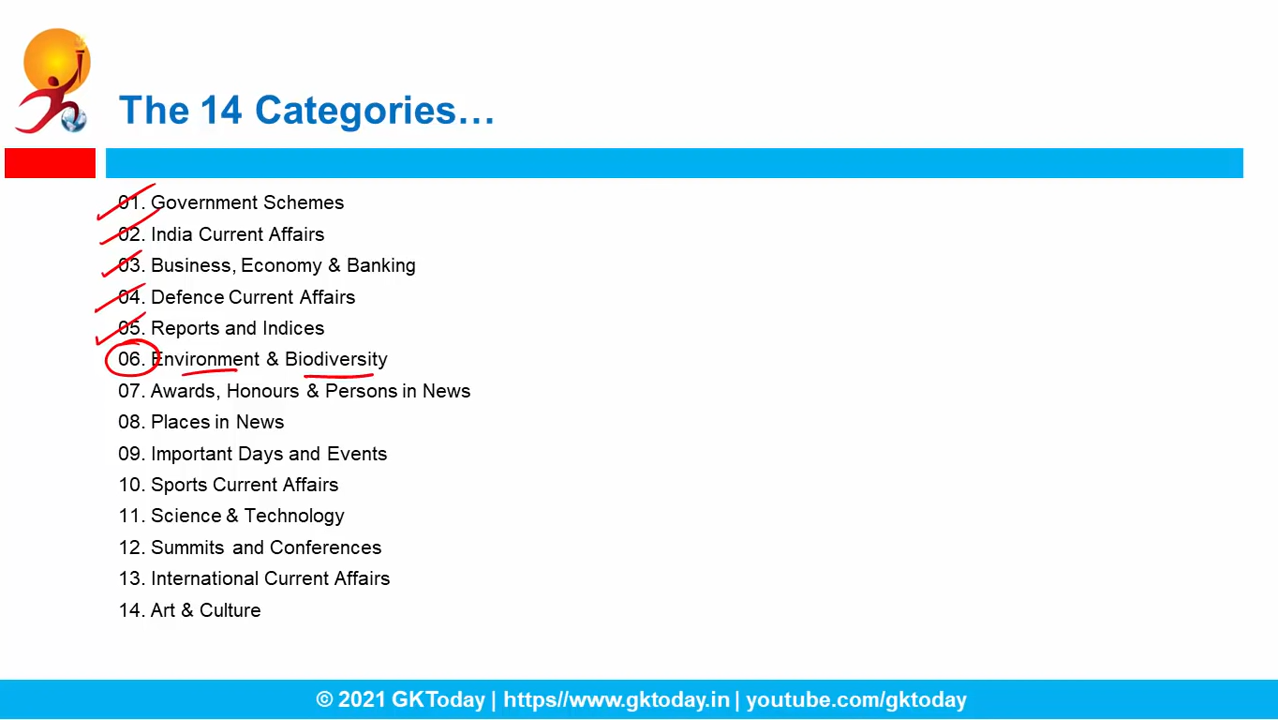 The 14 Categories…
01. Government Schemes
02. India Current Affairs
03. Business, Economy & Banking
04. Defence Current Affairs
05. Reports and Indices
06. Environment & Biodiversity
07. Awards, Honours & Persons in News
08. Places in News
09. Important Days and Events
10. Sports Current Affairs
11. Science & Technology
12. Summits and Conferences
13. International Current Affairs
14. Art & Culture
© 2021 GKToday | https//www.gktoday.in | youtube.com/gktoday